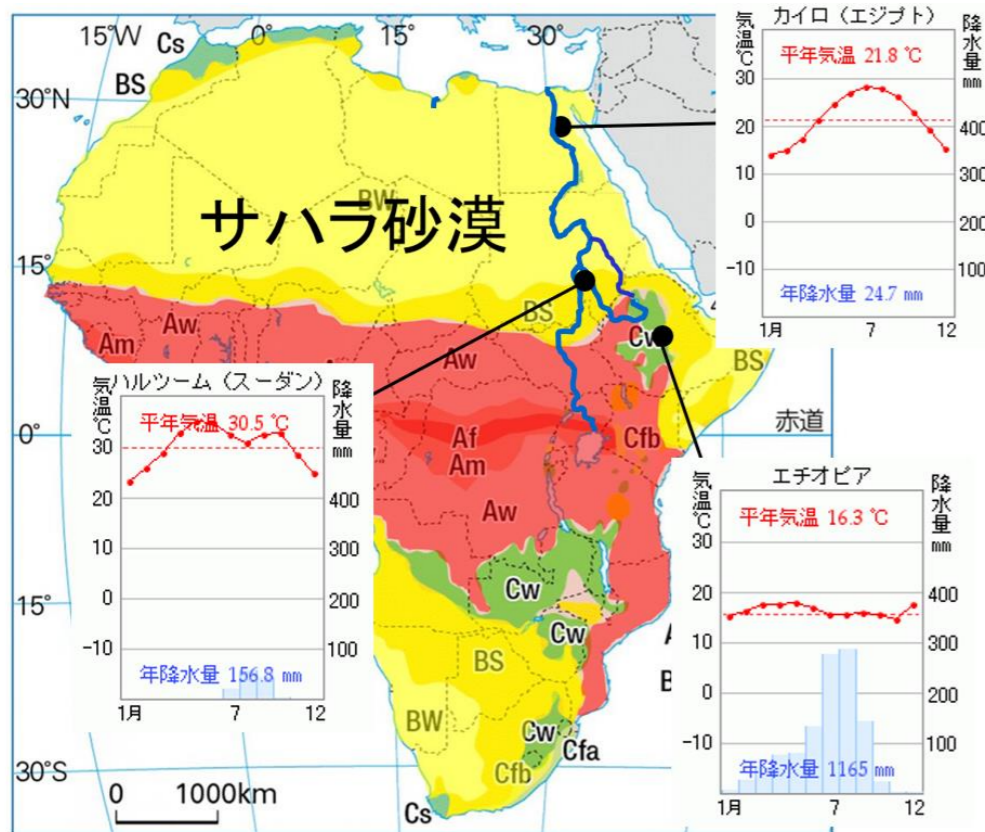 15°W
0°
15°
30°
Cs
BS
30°N
BW
サハラ砂漠
15°
BS
Aw
Am
Aw
Cw
BS
赤道
0°
Af
Am
Cfb
Aw
15°
Cw
Cw
BS
BW
Cw
Cfa
Cfb
30°S
Cs
0 1000km
カイロ（エジプト）
気温℃
降水量mm
平年気温 21.8 ℃
30
20
10
0
-10
400
300
200
100
年降水量 24.7 mm
1月 7 12
ハルツーム（スーダン）
気温℃
降水量mm
平年気温 30.5 ℃
30
20
10
0
-10
400
300
200
100
年降水量 156.8 mm
1月 7 12
エチオピア
気温℃
降水量mm
平年気温 16.3 ℃
30
20
10
0
-10
400
300
200
100
年降水量 1165 mm
1月 7 12